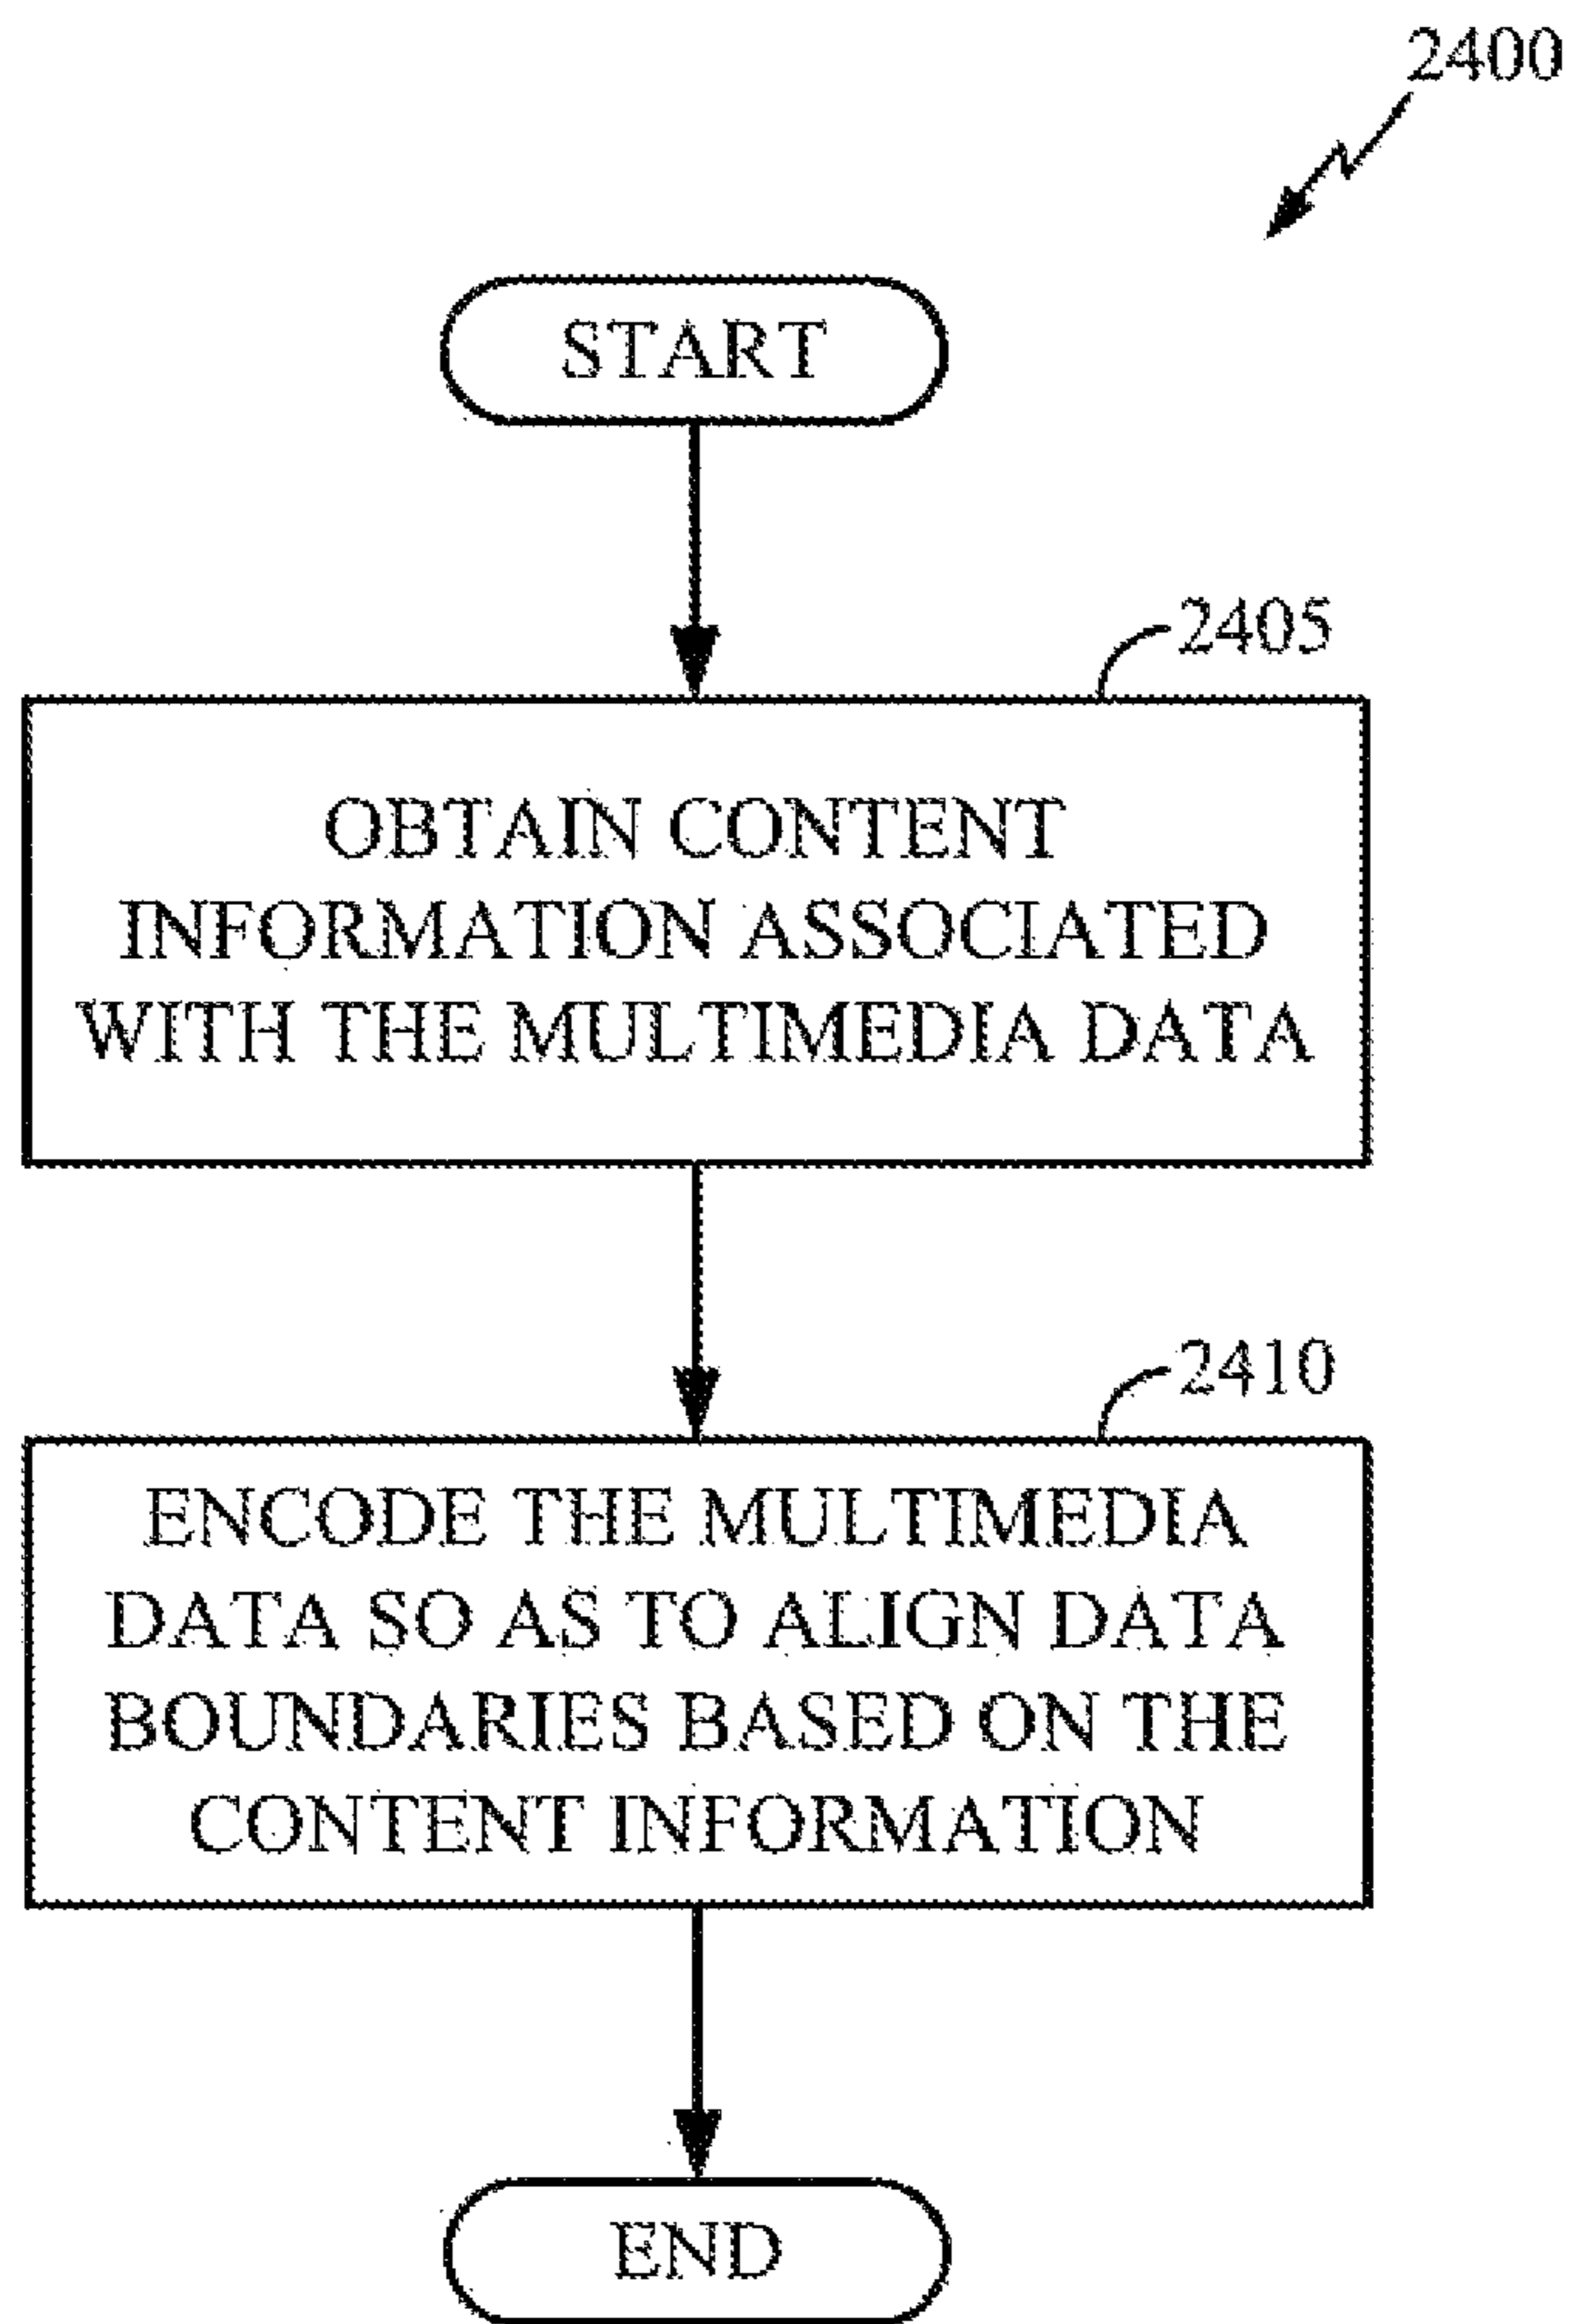 2400
START
2405
OBTAIN CONTENT
INFORMATION ASSOCIATED
WITH THE MULTIMEDIA DATA
2410
ENCODE THE MULTIMEDIA
DATA SO AS TO ALIGN DATA
BOUNDARIES BASED ON THE
CONTENT INFORMATION
END